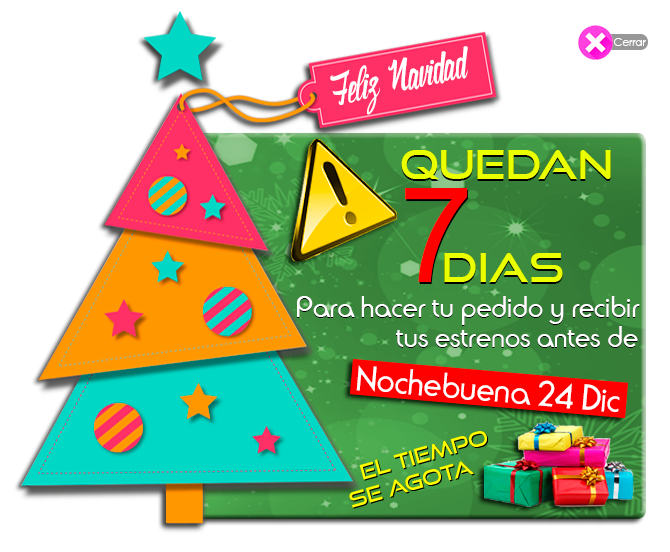 Cerrar
Feliz Navidad
QUEDAN
7
DIAS
Para hacer tu pedido y recibir
tus estrenos antes de
Nochebuena 24 Dic
EL TIEMPO
SE AGOTA